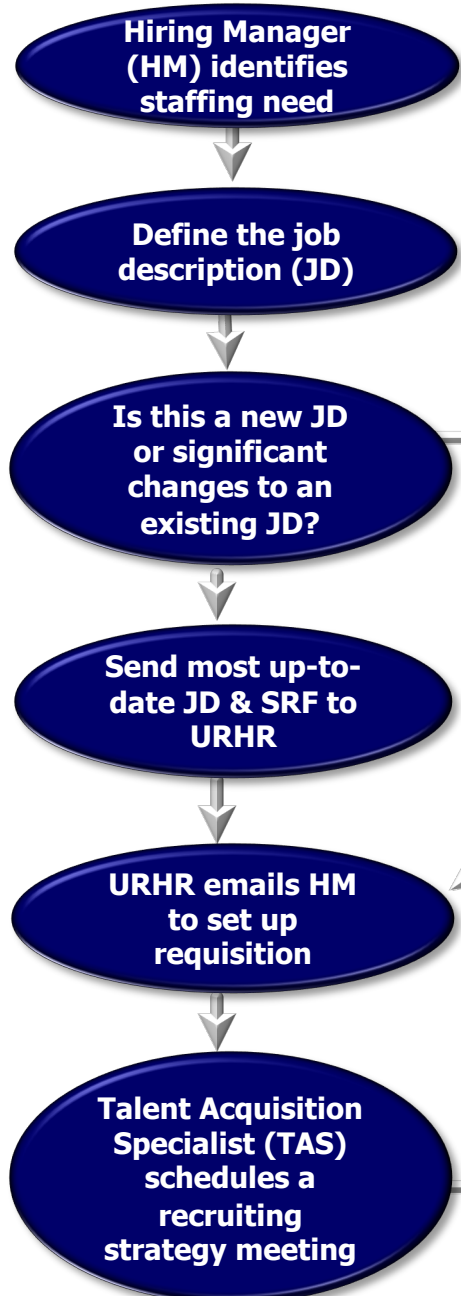 Hiring Manager
(HM) identifies
staffing need
Define the job
description (JD)
Is this a new JD
or significant
changes to an
existing JD?
Send most up-to-
date JD & SRF to
URHR
URHR emails HM
to set up
requisition
Talent Acquisition
Specialist (TAS)
schedules a
recruiting
strategy meeting